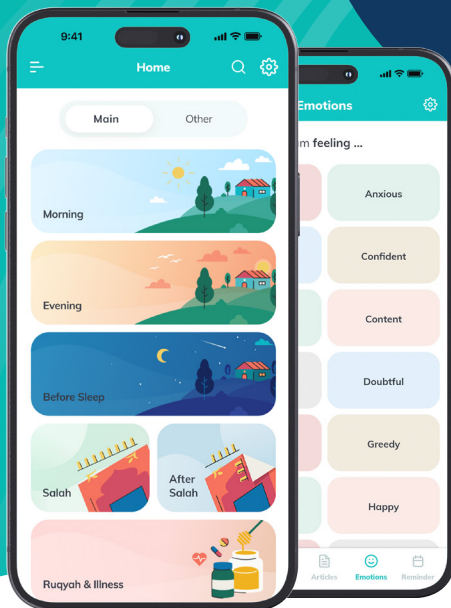 9:41
Home
Main
Other
Morning
Evening
Before Sleep
Salah
After
Salah
Ruqyah & Illness
Emotions
feeling ...
Anxious
Confident
Content
Doubtful
Greedy
Happy
Articles
Emotions
Reminder